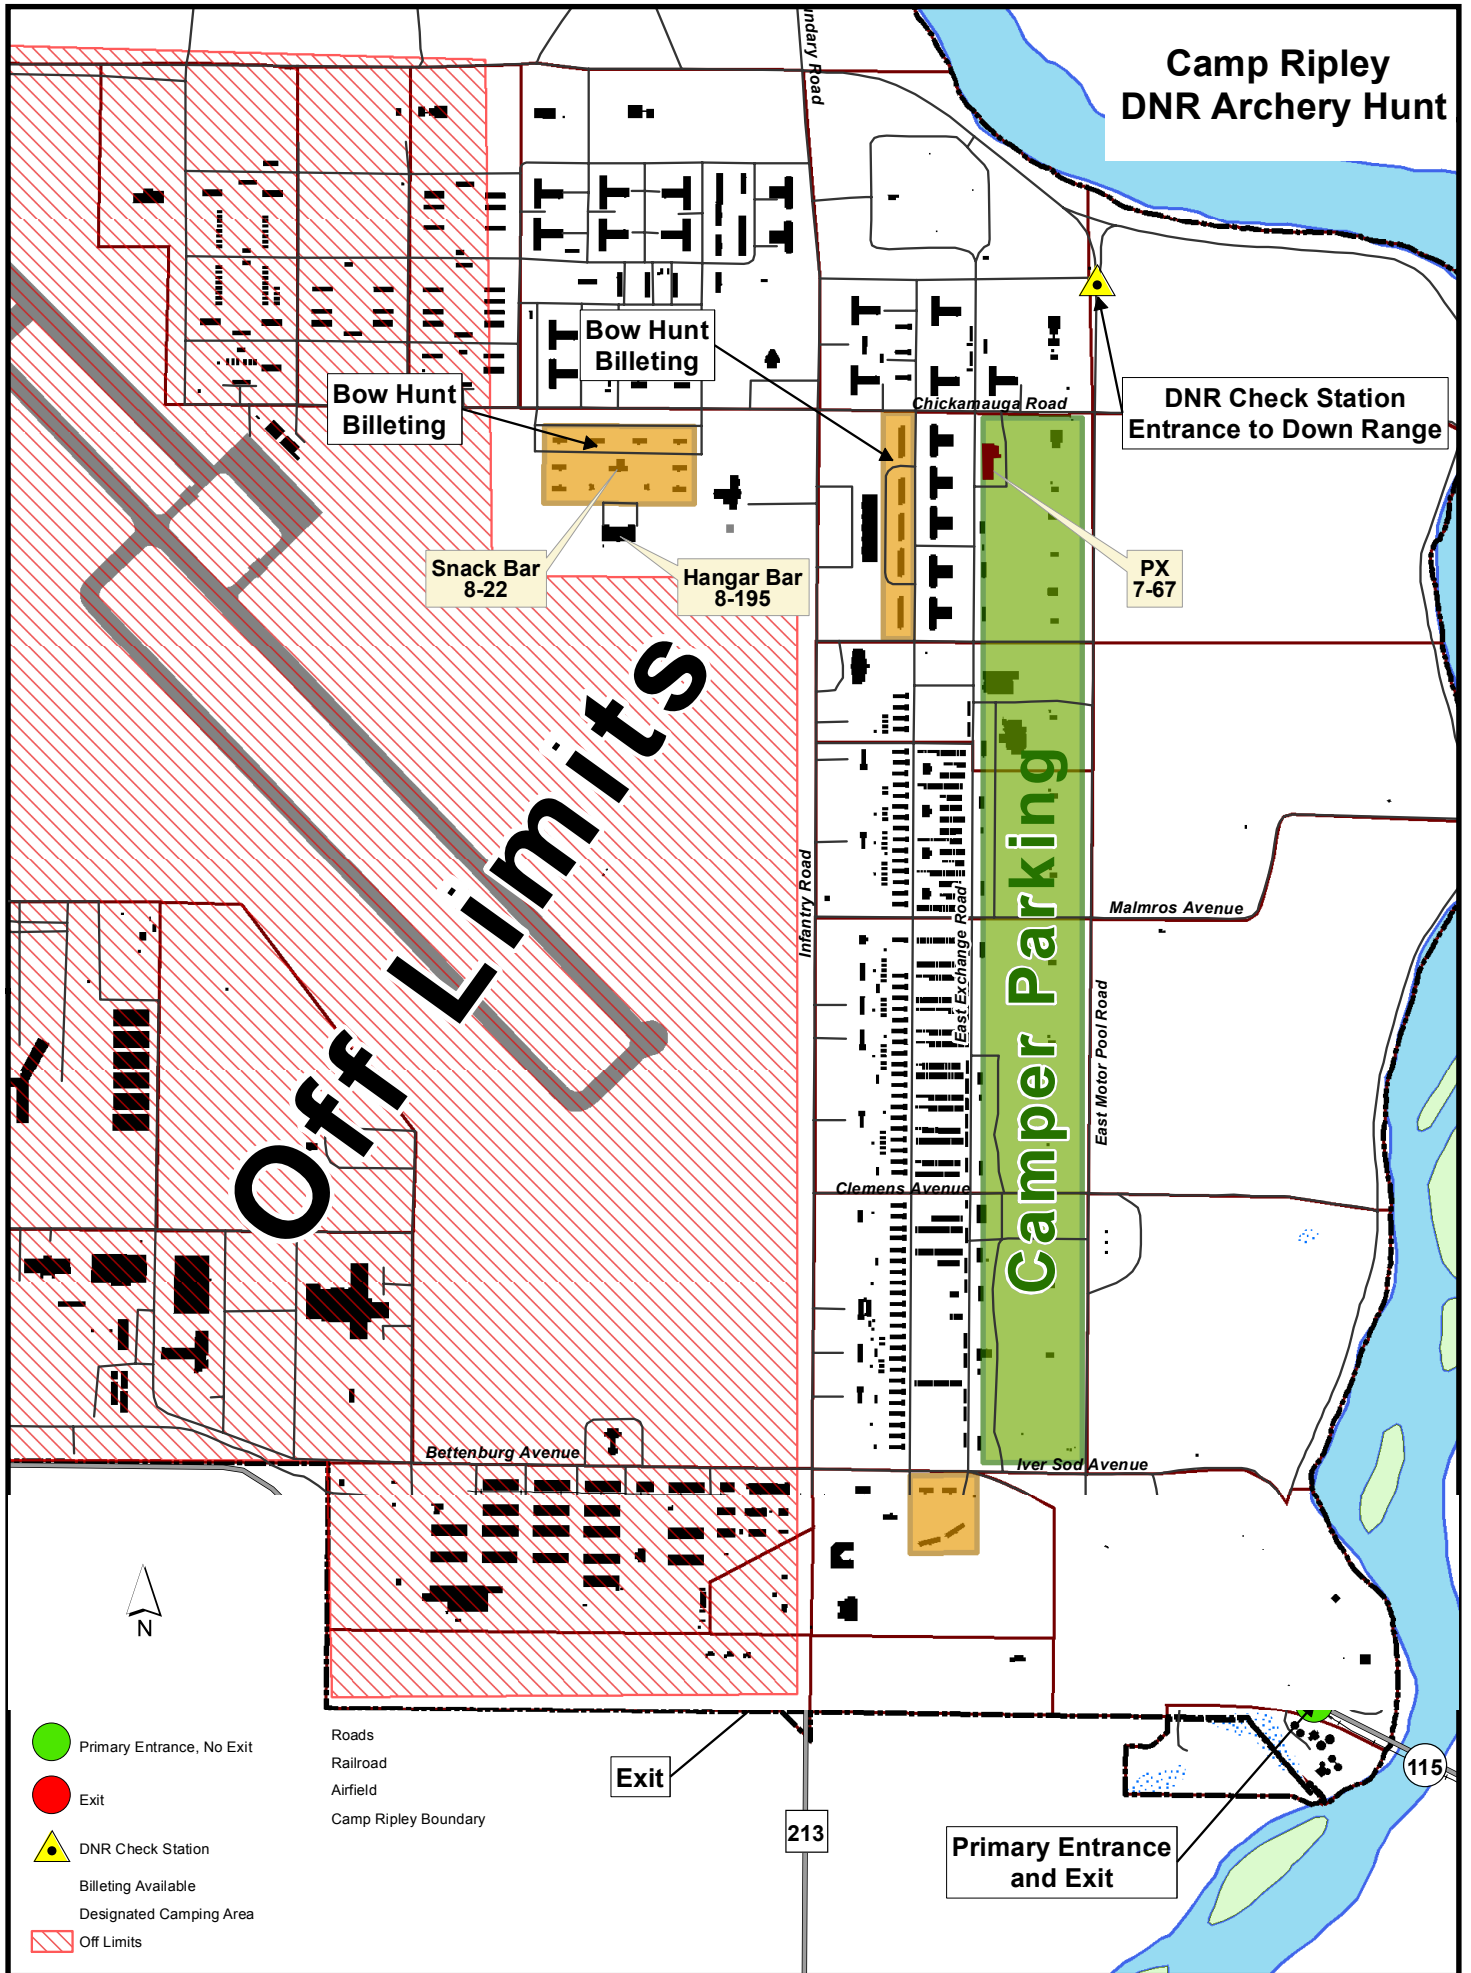 Camp Ripley
DNR Archery Hunt
undary Road
Bow Hunt
Billeting
Bow Hunt
Billeting
Chickamauga Road
DNR Check Station
Entrance to Down Range
Snack Bar
8-22
Hangar Bar
8-195
PX
7-67
Off Limits
Camper Parking
Infantry Road
East Exchange Road
Malmros Avenue
East Motor Pool Road
Clemens Avenue
Bettenburg Avenue
Iver Sod Avenue
N
Primary Entrance, No Exit
Exit
DNR Check Station
Billeting Available
Designated Camping Area
Off Limits
Roads
Railroad
Airfield
Camp Ripley Boundary
Exit
213
115
Primary Entrance
and Exit